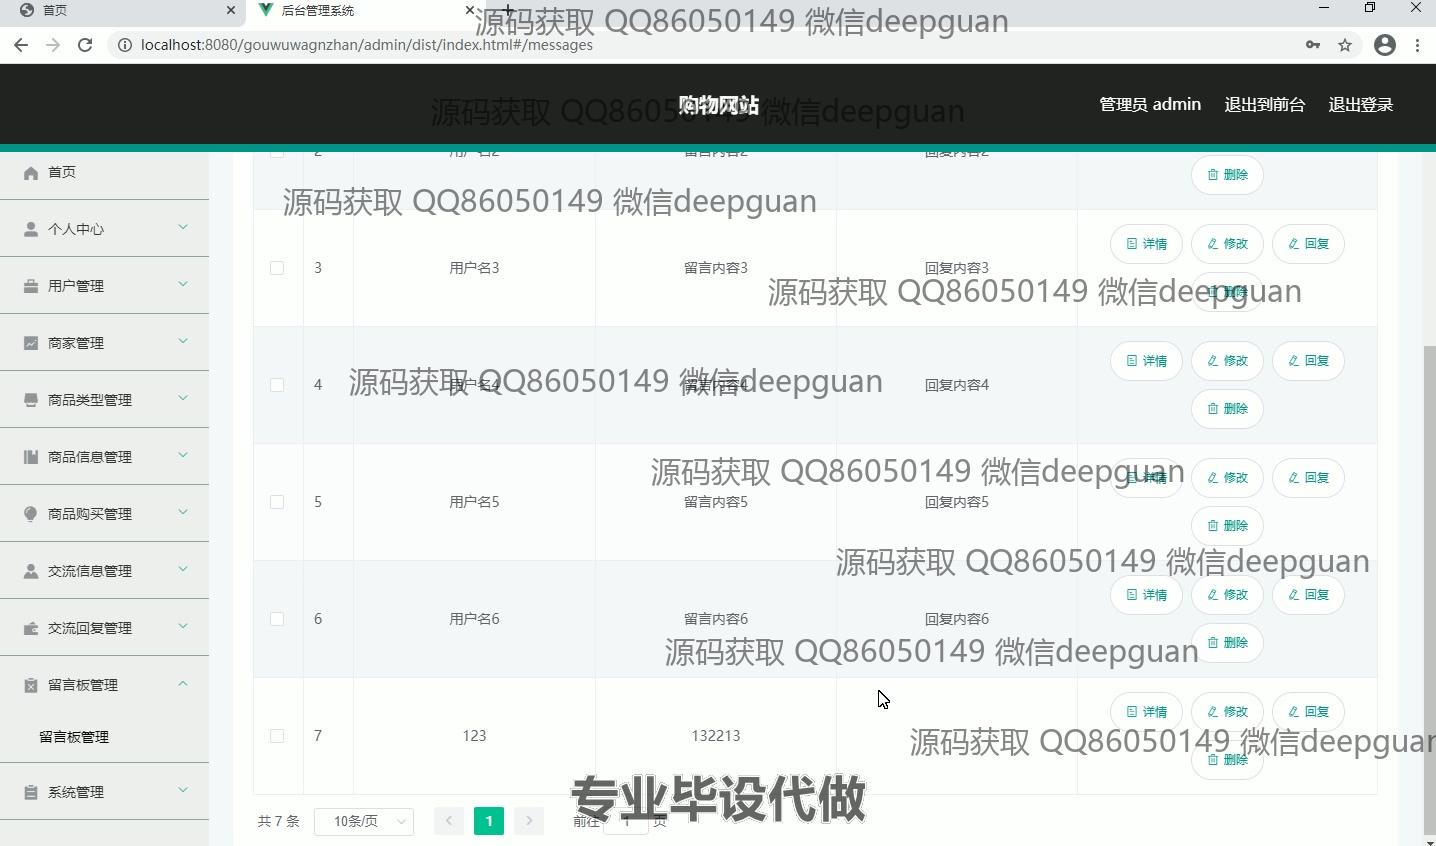 首页
后台管理系统
源码获取 QQ86050149 微信deepguan
localhost:8080/gouwuwagnzhan/admin/dist/index.html#/messages
购物网站
管理员 admin 退出到前台 退出登录
源码获取 QQ86050149 微信deepguan
首页
个人中心
用户管理
商家管理
商品类型管理
商品信息管理
商品购买管理
交流信息管理
交流回复管理
留言板管理
留言板管理
系统管理
2 用户名2 留言内容2 回复内容2
删除
源码获取 QQ86050149 微信deepguan
详情 修改 回复
3 用户名3 留言内容3 回复内容3
删除
源码获取 QQ86050149 微信deepguan
详情 修改 回复
4 用户名4 留言内容4 回复内容4
源码获取 QQ86050149 微信deepguan
删除
源码获取 QQ86050149 微信deepguan
详情 修改 回复
5 用户名5 留言内容5 回复内容5
删除
源码获取 QQ86050149 微信deepguan
详情 修改 回复
6 用户名6 留言内容6 回复内容6
删除
源码获取 QQ86050149 微信deepguan
详情 修改 回复
7 123 132213
源码获取 QQ86050149 微信deepguan
删除
专业毕设代做
共 7 条 10条/页 1 前往 1 页